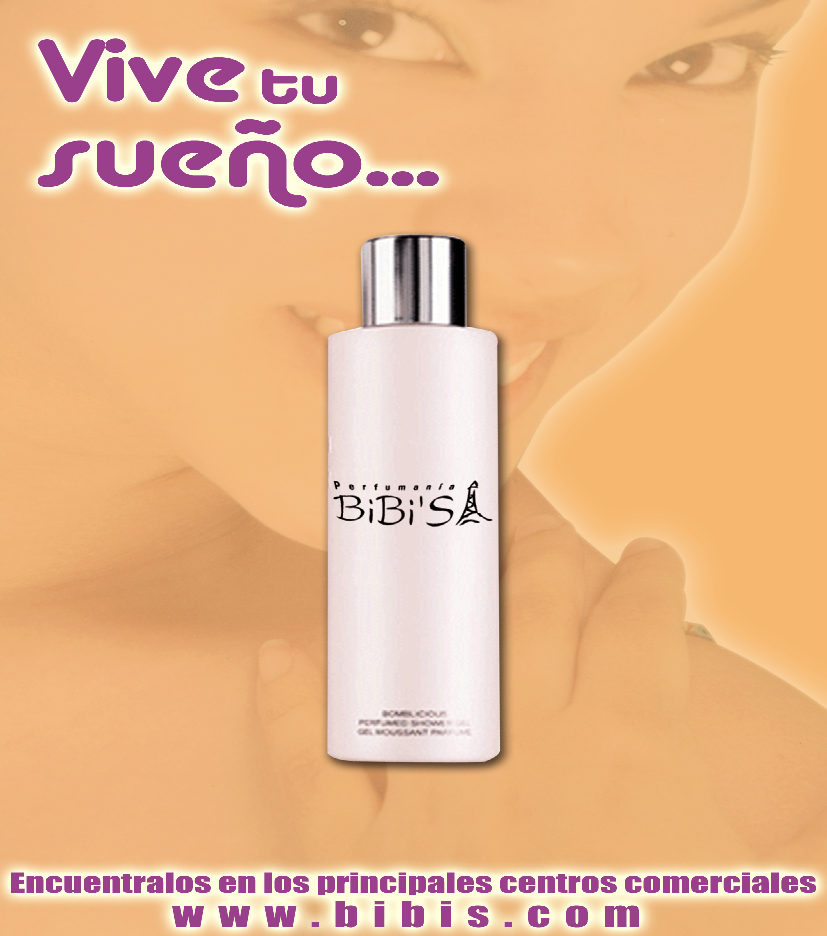 Vive tu
sueño...
Perfumanía
BiBi'S
BOMBLICIOUS
PERFUMED SHOWER GEL
GEL MOUSSANT PARFUMÉ
Encuentralos en los principales centros comerciales
www.bibis.com